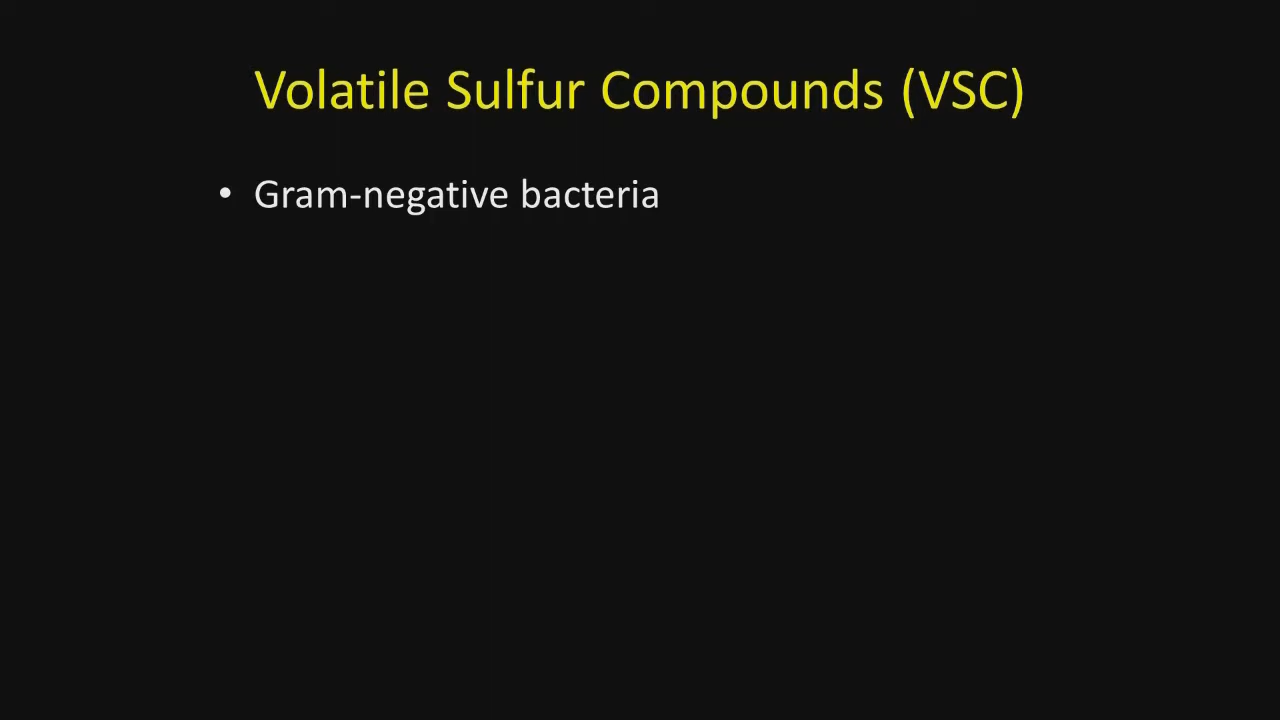 Volatile Sulfur Compounds (VSC)
• Gram-negative bacteria